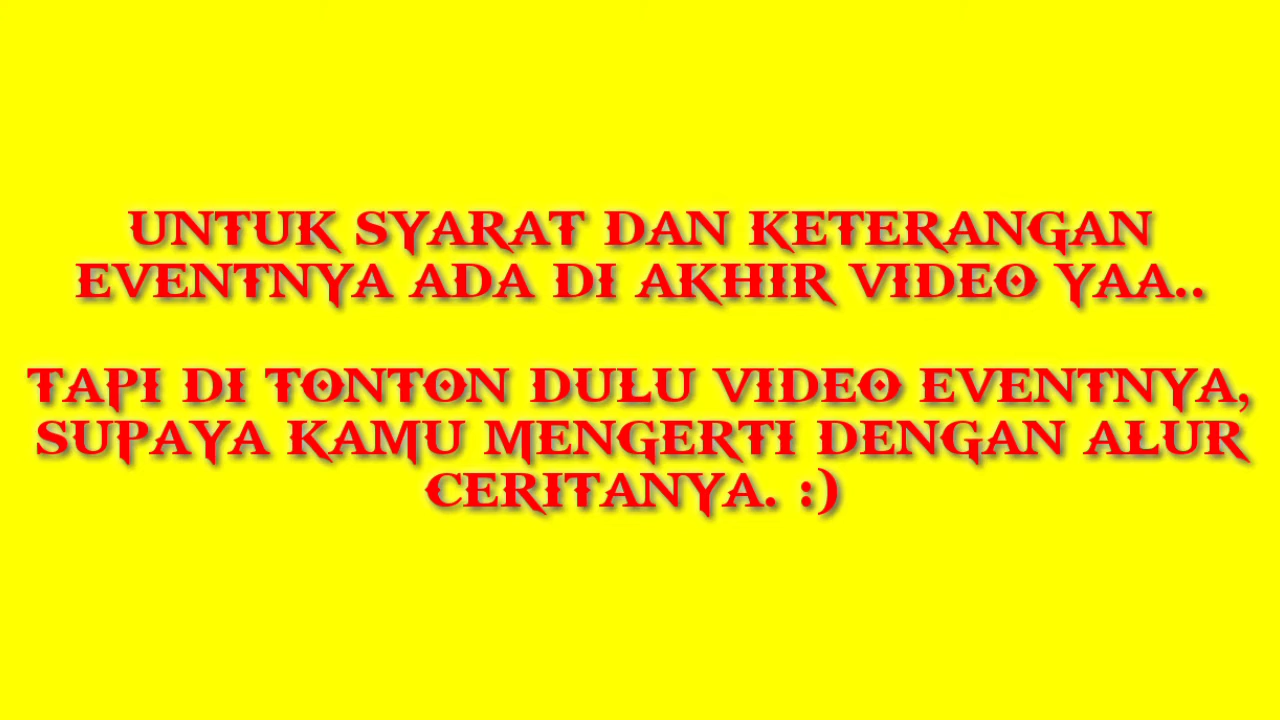 UNTUK SYARAT DAN KETERANGAN
EVENTNYA ADA DI AKHIR VIDEO YAA..
TAPI DI TONTON DULU VIDEO EVENTNYA,
SUPAYA KAMU MENGERTI DENGAN ALUR
CERITANYA. :)